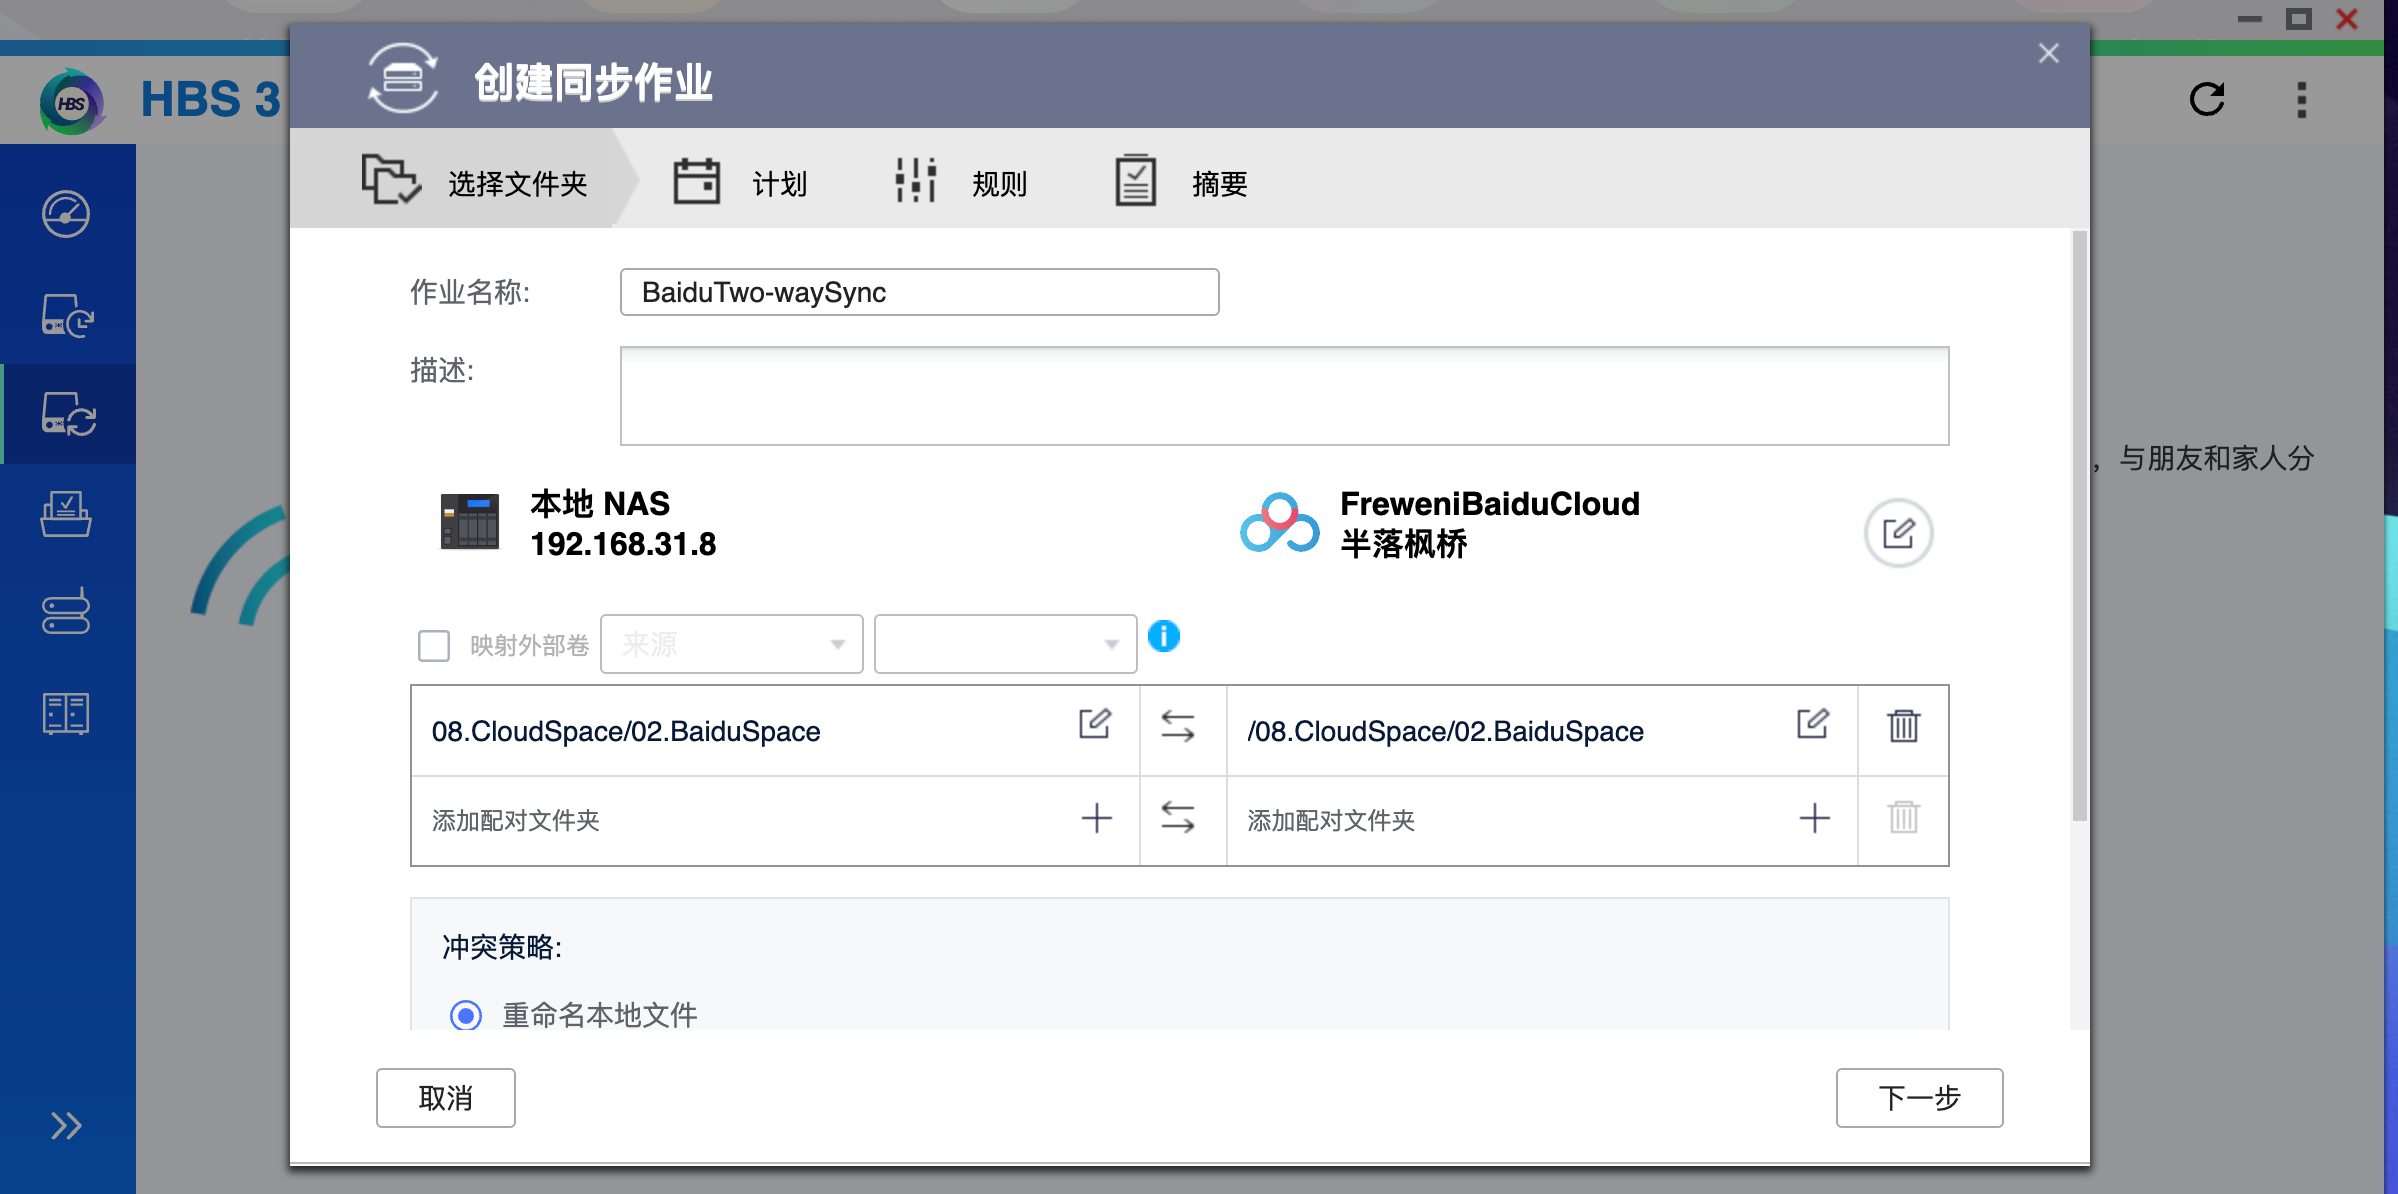 创建同步作业
HBS
HBS 3
选择文件夹
计划
规则
摘要
作业名称:
BaiduTwo-waySync
描述:
，与朋友和家人分
本地 NAS
192.168.31.8
FreweniBaiduCloud
半落枫桥
映射外部卷
来源
08.CloudSpace/02.BaiduSpace
/08.CloudSpace/02.BaiduSpace
添加配对文件夹
添加配对文件夹
冲突策略:
重命名本地文件
取消
下一步